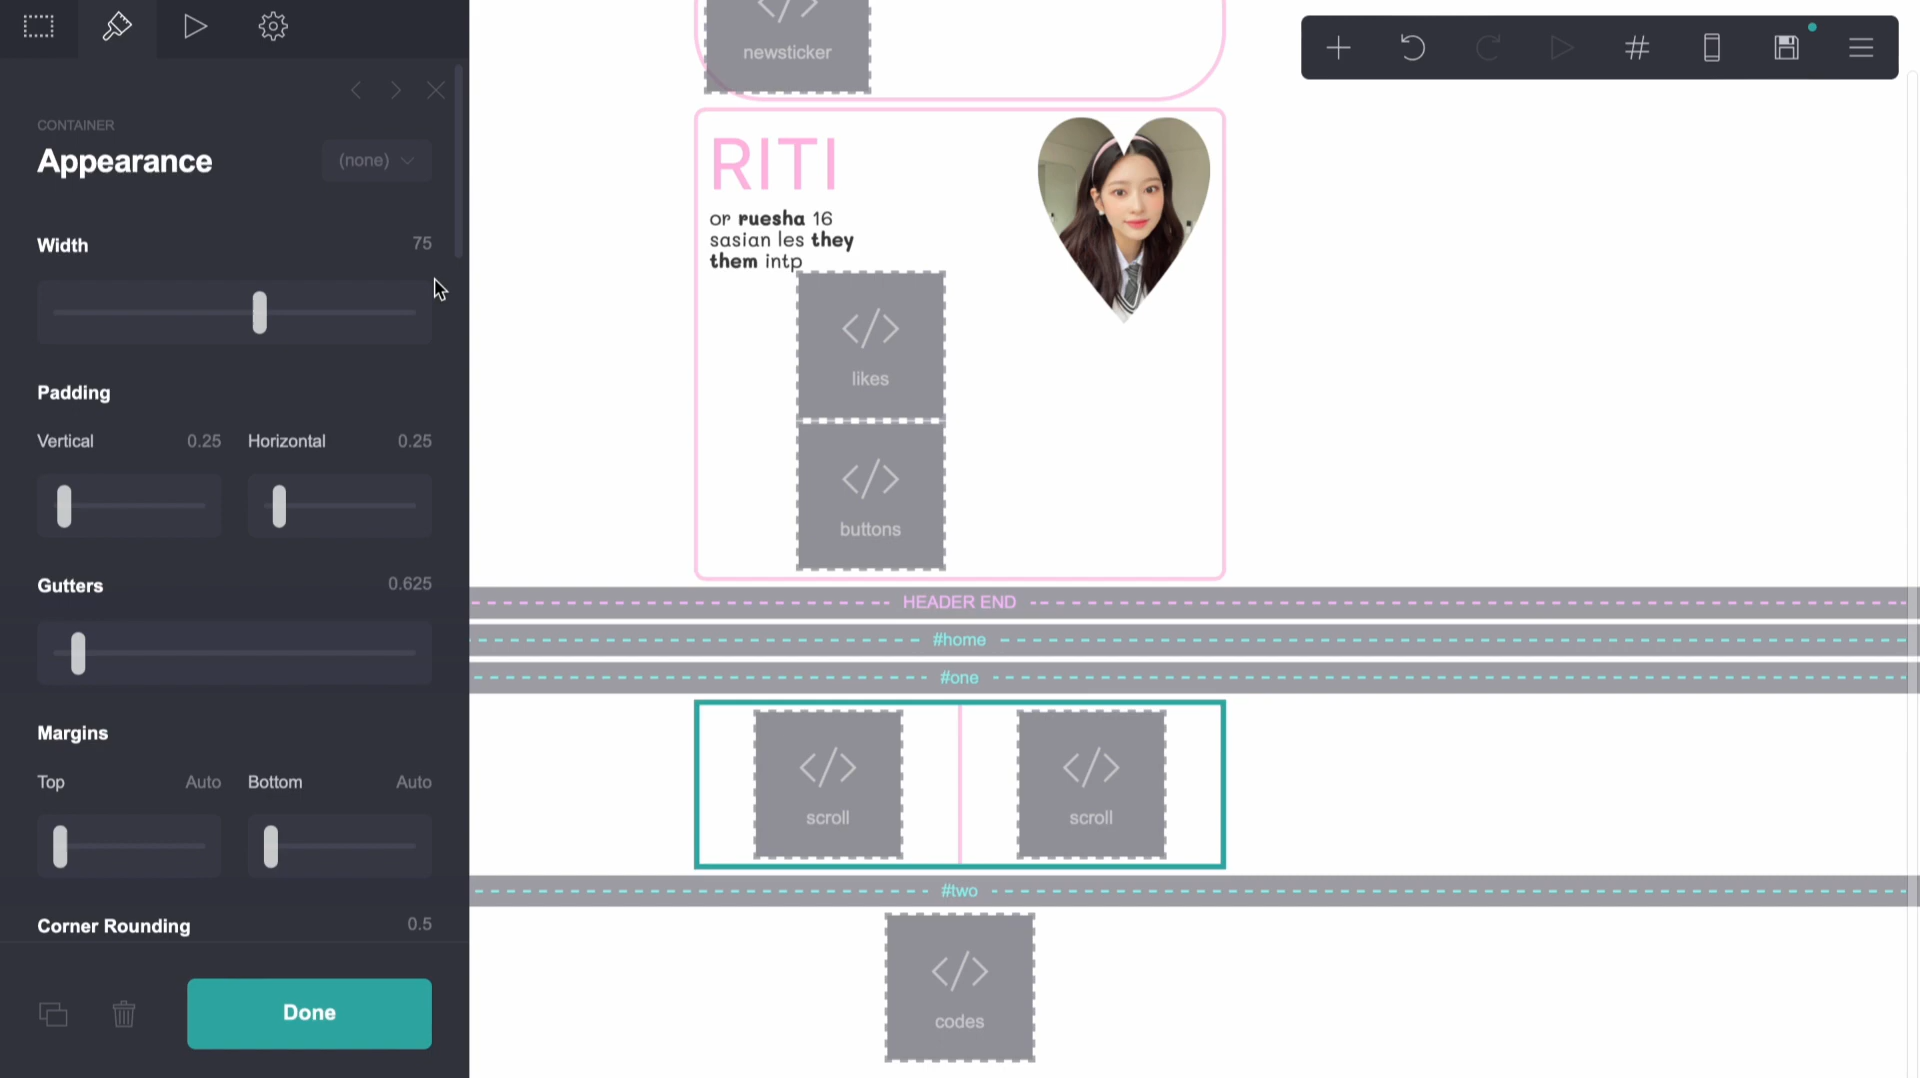 CONTAINER
Appearance
(none)
Width
75
Padding
Vertical
0.25
Horizontal
0.25
Gutters
0.625
Margins
Top
Auto
Bottom
Auto
Corner Rounding
0.5
Done
newsticker
RITI
or ruesha 16
sasian les they
them intp
likes
buttons
HEADER END
#home
#one
scroll
scroll
#two
codes